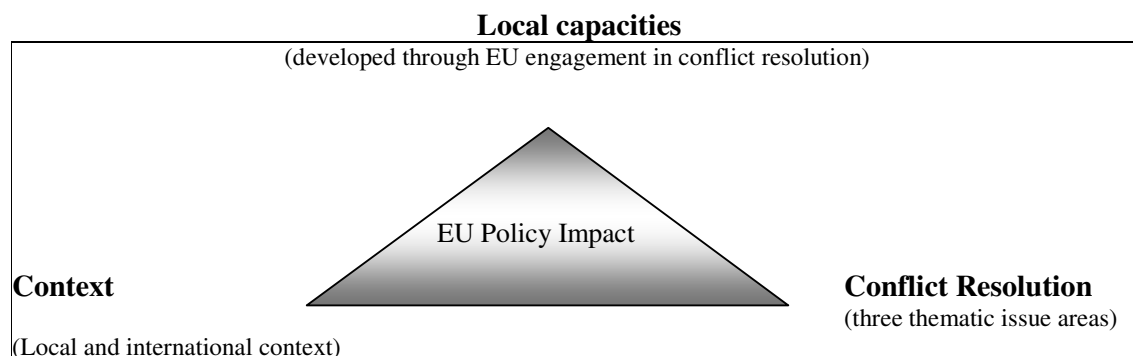 Local capacities
(developed through EU engagement in conflict resolution)
EU Policy Impact
Context
Conflict Resolution
(three thematic issue areas)
(Local and international context)